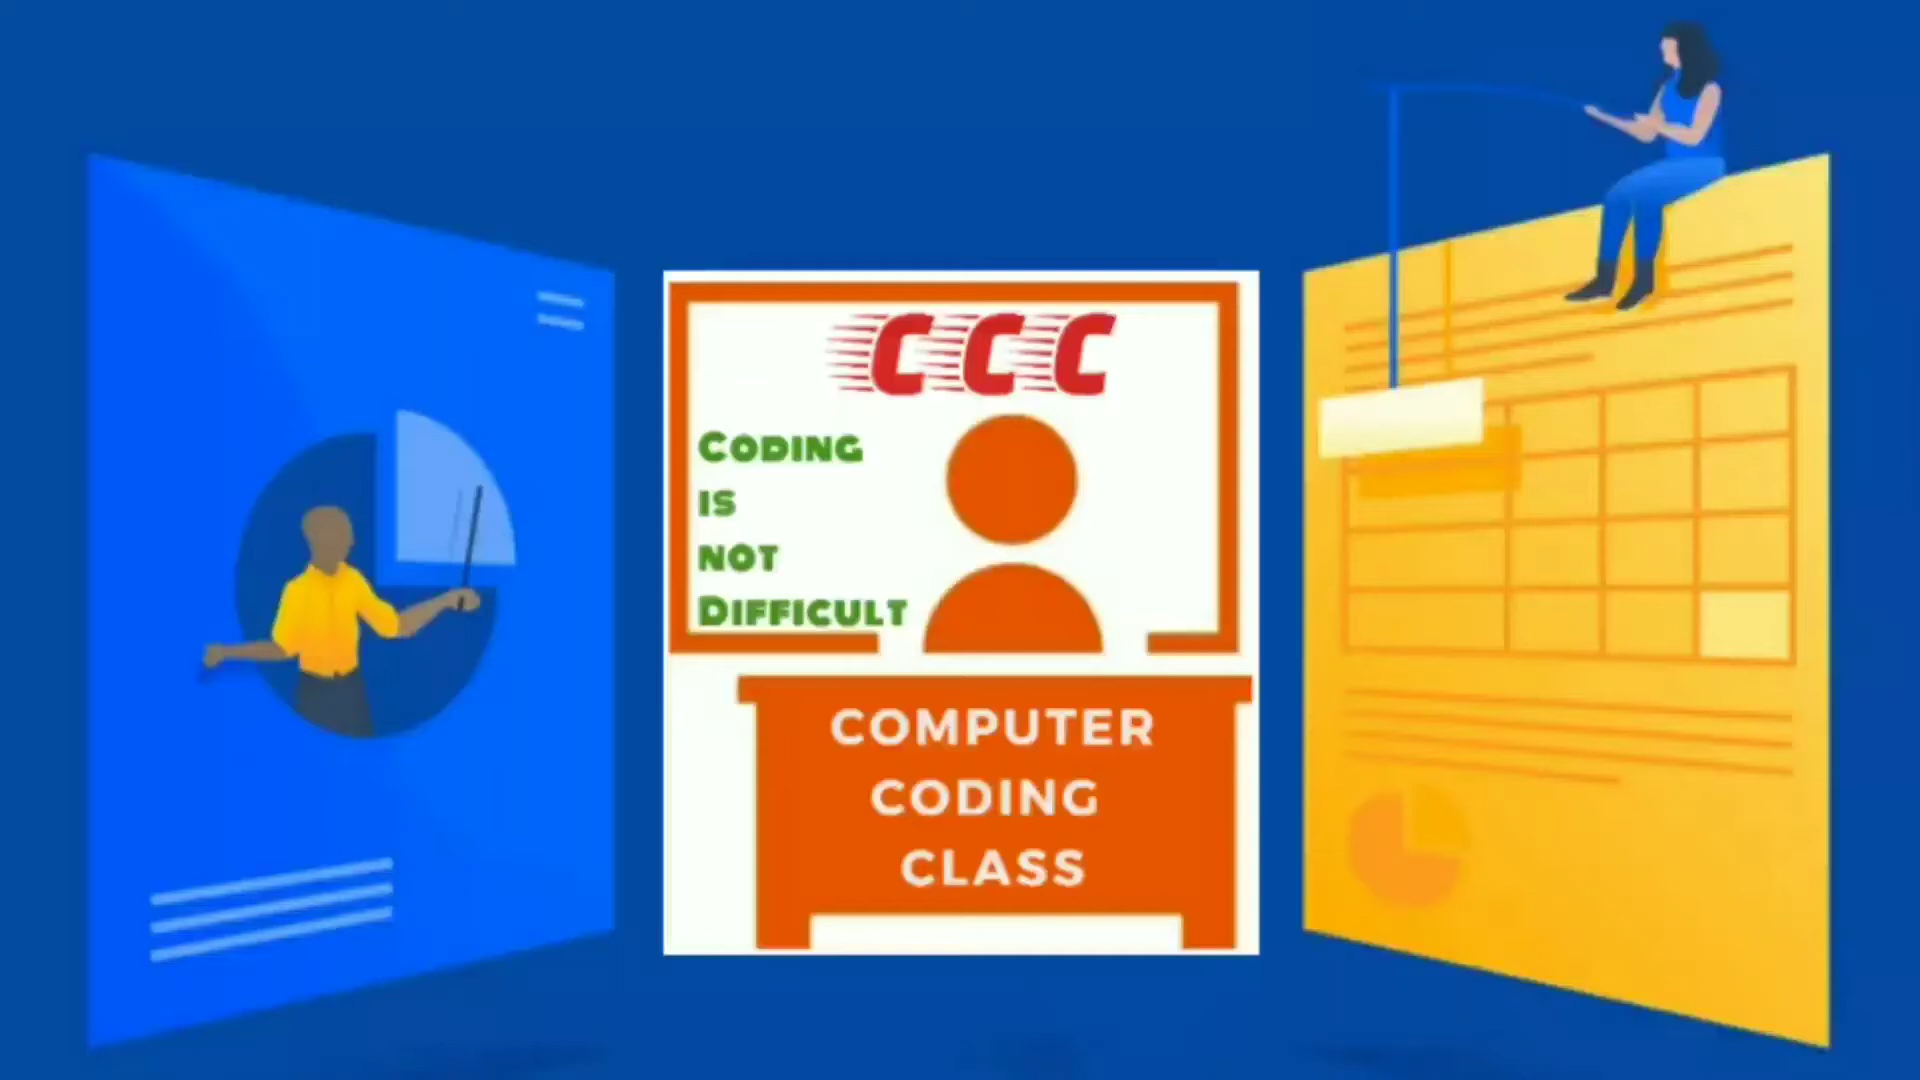 CCC
CODING
IS
NOT
DIFFICULT
COMPUTER
CODING
CLASS